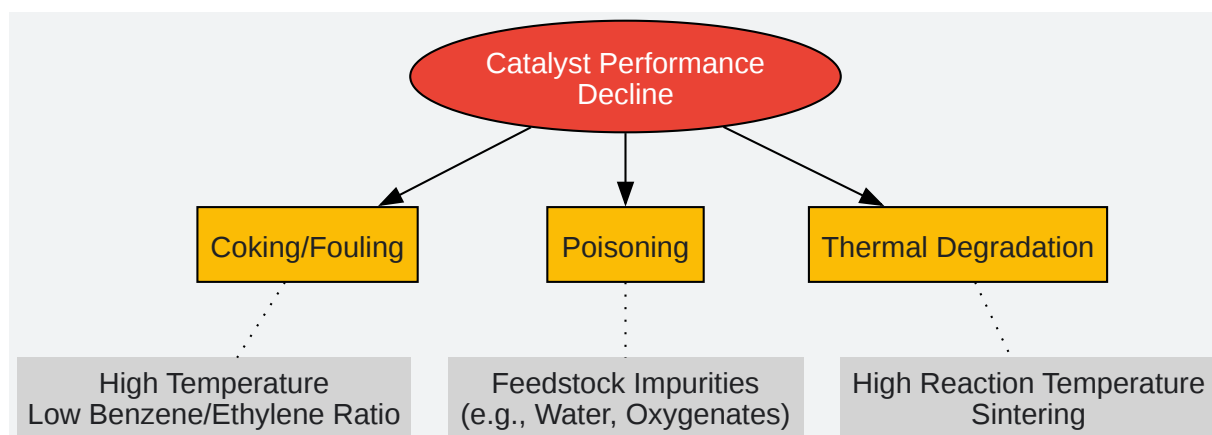 Catalyst Performance
Decline
Coking/Fouling
Poisoning
Thermal Degradation
High Temperature
Low Benzene/Ethylene Ratio
Feedstock Impurities
(e.g., Water, Oxygenates)
High Reaction Temperature
Sintering